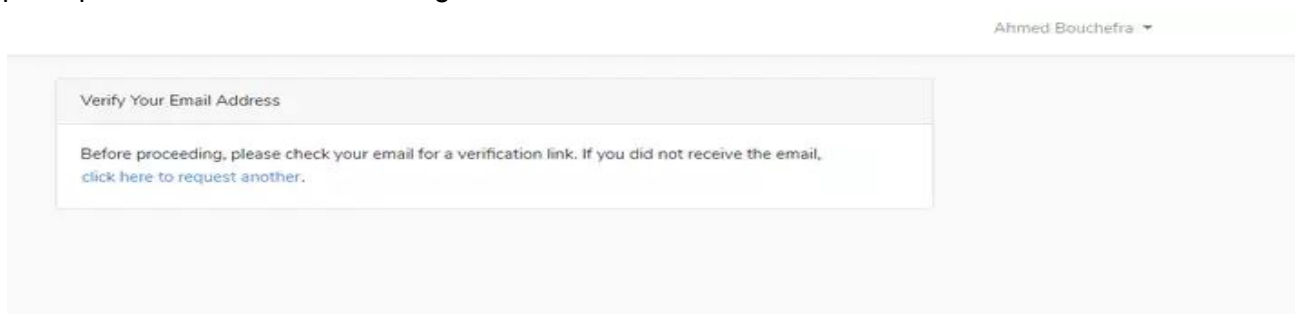 Ahmed Bouchefra
Verify Your Email Address
Before proceeding, please check your email for a verification link. If you did not receive the email,
click here to request another.